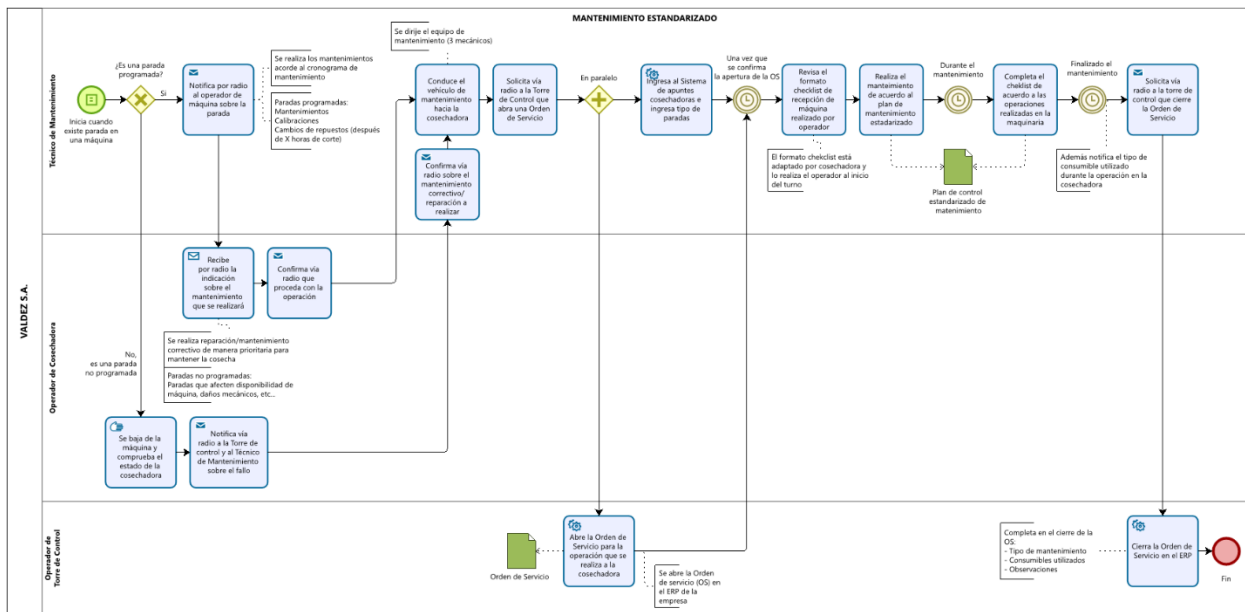 MANTENIMIENTO ESTANDARIZADO
VALDEZ S.A.
Técnico de Mantenimiento
Inicia cuando
existe parada en
una máquina
¿Es una parada
programada?
Si
Notifica por radio
al operador de
máquina sobre la
parada
Se realiza los mantenimientos
acorde al cronograma de
mantenimiento
Paradas programadas:
Mantenimientos
Calibraciones
Cambios de repuestos (después
de X horas de corte)
Se dirije el equipo de
mantenimiento (3 mecánicos)
Conduce el
vehículo de
mantenimiento
hacia la
cosechadora
Confirma vía
radio sobre el
mantenimiento
correctivo/
reparación a
realizar
Solicita vía
radio a la Torre
de Control que
abra una Orden
de Servicio
En paralelo
Ingresa al Sistema
de apuntes
cosechadoras e
ingresa tipo de
paradas
Una vez que
se confirma
la apertura de la OS
Revisa el
formato checklist
de recepción de
máquina
realizado por
operador
El formato chekclist está
adaptado por cosechadora y
lo realiza el operador al inicio
del turno
Realiza el
manteimiento de
acuerdo al
plan de
mantenimiento
estadarizado
Durante el
mantenimiento
Completa el
cheklist de
acuerdo a las
operaciones
realizadas en la
maquinaria
Plan de control
estandarizado de
matenimiento
Finalizado el
mantenimiento
Además notifica el tipo de
consumible utilizado
durante la operación en la
cosechadora
Solicita vía
radio a la torre de
control que cierre
la Orden de
Servicio
Operador de Cosechadora
Recibe
por radio la
indicación sobre
el mantenimiento
que se realizará
Confirma vía
radio que
proceda con la
operación
Se realiza reparación/mantenimiento
correctivo de manera prioritaria para
mantener la cosecha
Paradas no programadas:
Paradas que afecten disponibilidad de
máquina, daños mecánicos, etc...
No,
es una parada
no programada
Se baja de la
máquina y
comprueba el
estado de la
cosechadora
Notifica vía
radio a la Torre de
control y al Técnico
de Mantenimiento
sobre el fallo
Operador de
Torre de Control
Orden de Servicio
Abre la Orden de
Servicio para la
operación que se
realiza a la
cosechadora
Se abre la Orden
de servicio (OS) en
el ERP de la
empresa
Completa en el cierre de la
OS:
- Tipo de mantenimiento
- Consumibles utilizados
- Observaciones
Cierra la Orden de
Servicio en el ERP
Fin